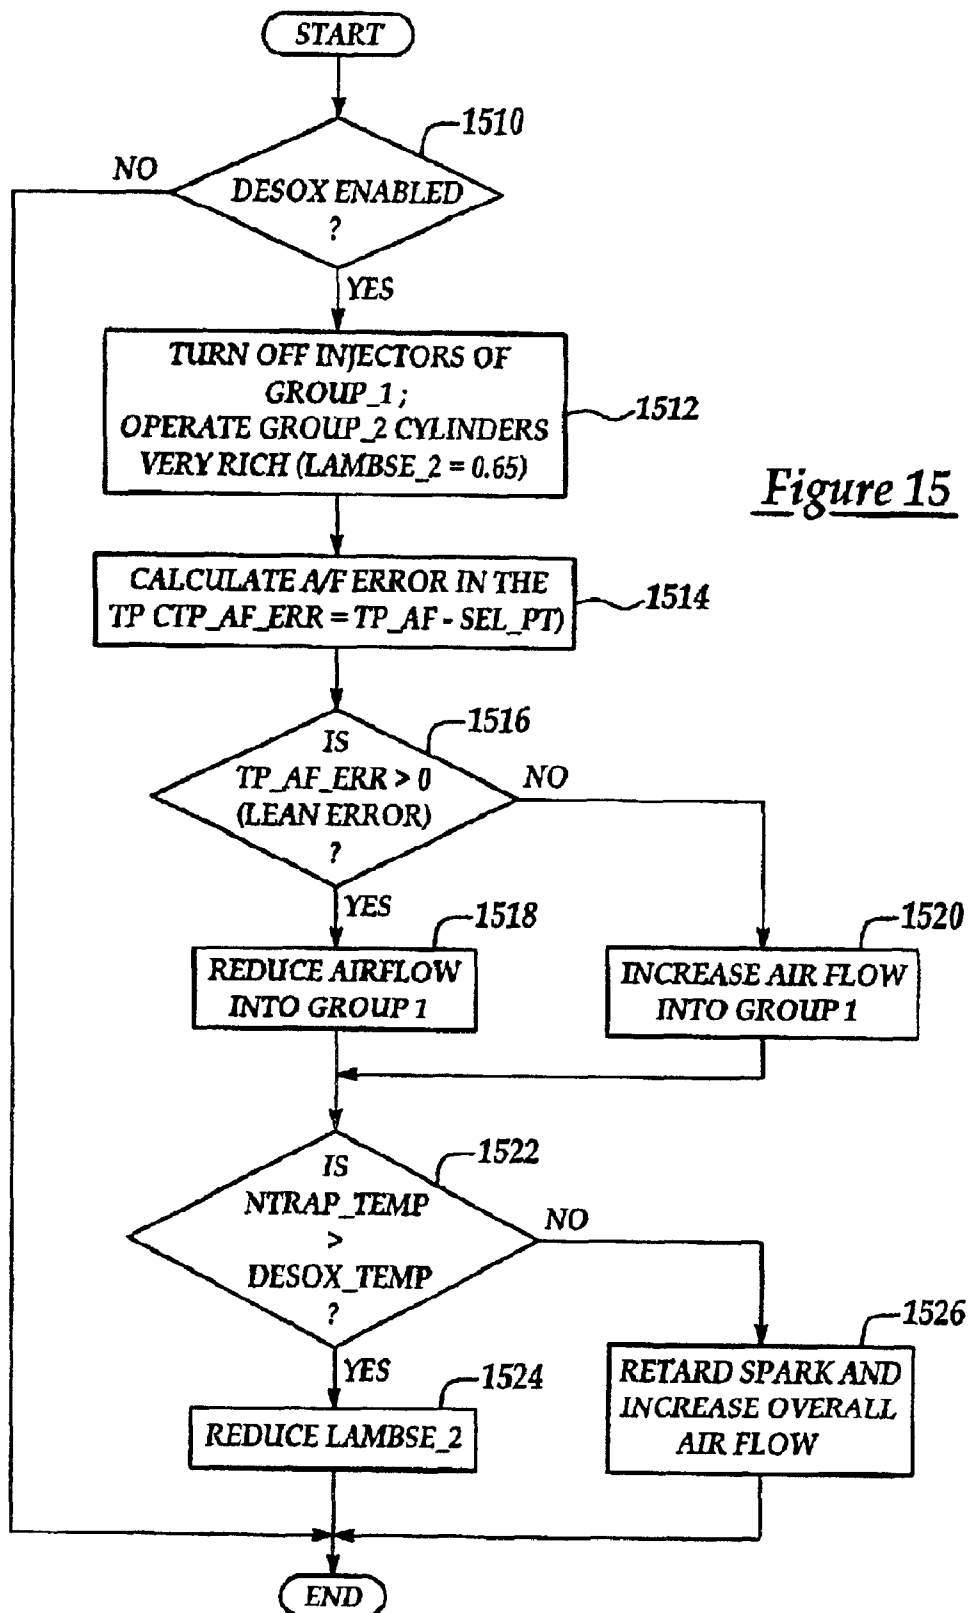 START
1510
NO
DESOX ENABLED
?
YES
TURN OFF INJECTORS OF
GROUP_1 ;
OPERATE GROUP_2 CYLINDERS
VERY RICH (LAMBSE_2 = 0.65)
1512
Figure 15
CALCULATE A/F ERROR IN THE
TP CTP_AF_ERR = TP_AF - SEL_PT)
1514
1516
IS
TP_AF_ERR > 0
(LEAN ERROR)
?
NO
YES
1518
REDUCE AIRFLOW
INTO GROUP 1
1520
INCREASE AIR FLOW
INTO GROUP 1
1522
IS
NTRAP_TEMP
>
DESOX_TEMP
?
NO
YES
1524
REDUCE LAMBSE_2
1526
RETARD SPARK AND
INCREASE OVERALL
AIR FLOW
END